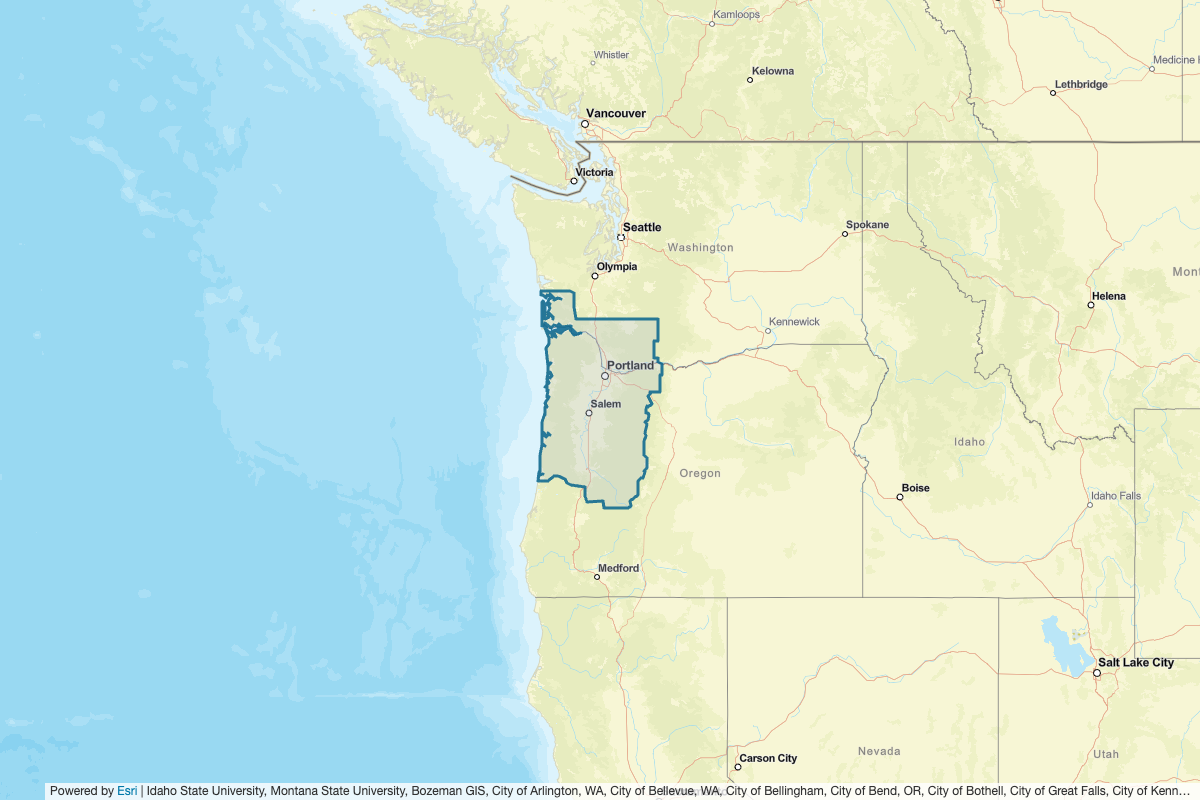 Kamloops
Whistler
Kelowna
Medicine H
Lethbridge
Vancouver
Victoria
Seattle
Spokane
Washington
Olympia
Mont
Helena
Kennewick
Portland
Salem
Idaho
Oregon
Boise
Idaho Falls
Medford
Salt Lake City
Nevada
Carson City
Utah
Powered by Esri | Idaho State University, Montana State University, Bozeman GIS, City of Arlington, WA, City of Bellevue, WA, City of Bellingham, City of Bend, OR, City of Bothell, City of Great Falls, City of Kenn...